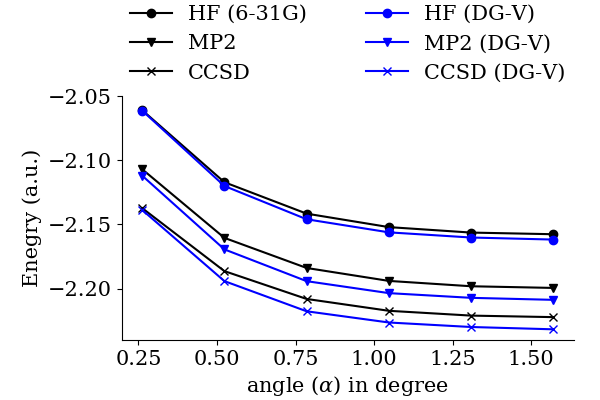 HF (6-31G) HF (DG-V)
MP2 MP2 (DG-V)
CCSD CCSD (DG-V)
−2.05
−2.10
−2.15
−2.20
Enegry (a.u.)
0.25 0.50 0.75 1.00 1.25 1.50
angle (α) in degree